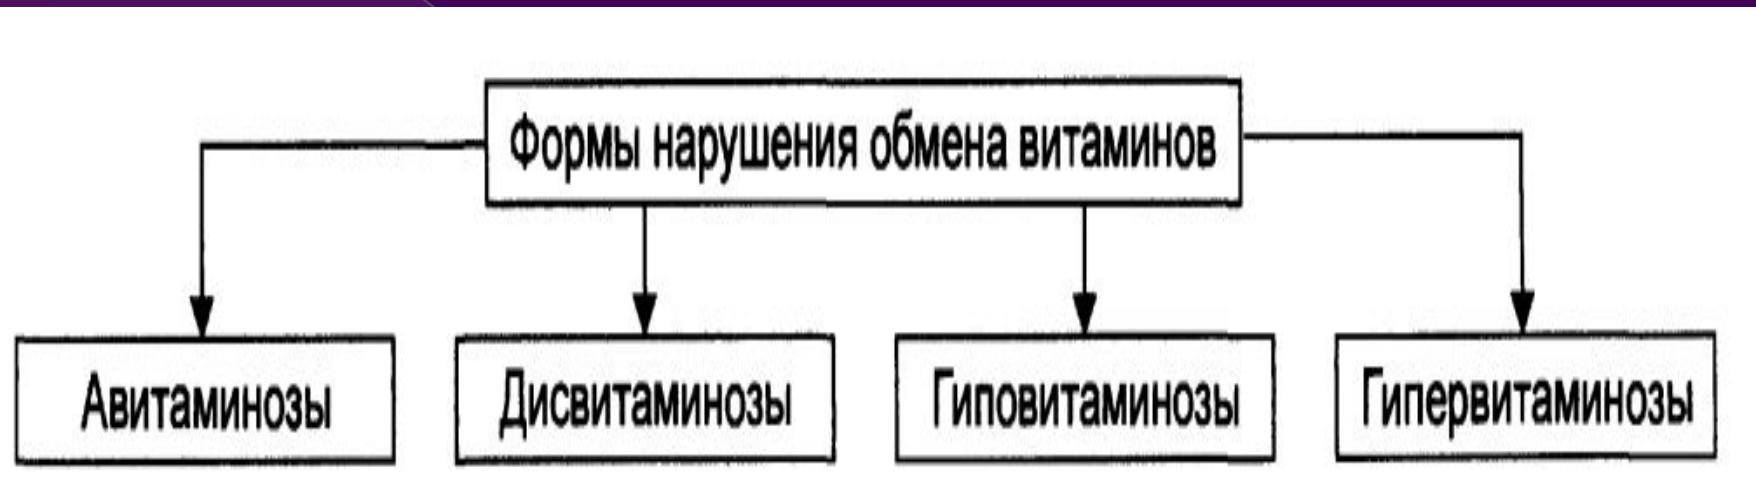 Формы нарушения обмена витаминов
Авитаминозы
Дисвитаминозы
Гиповитаминозы
Гипервитаминозы